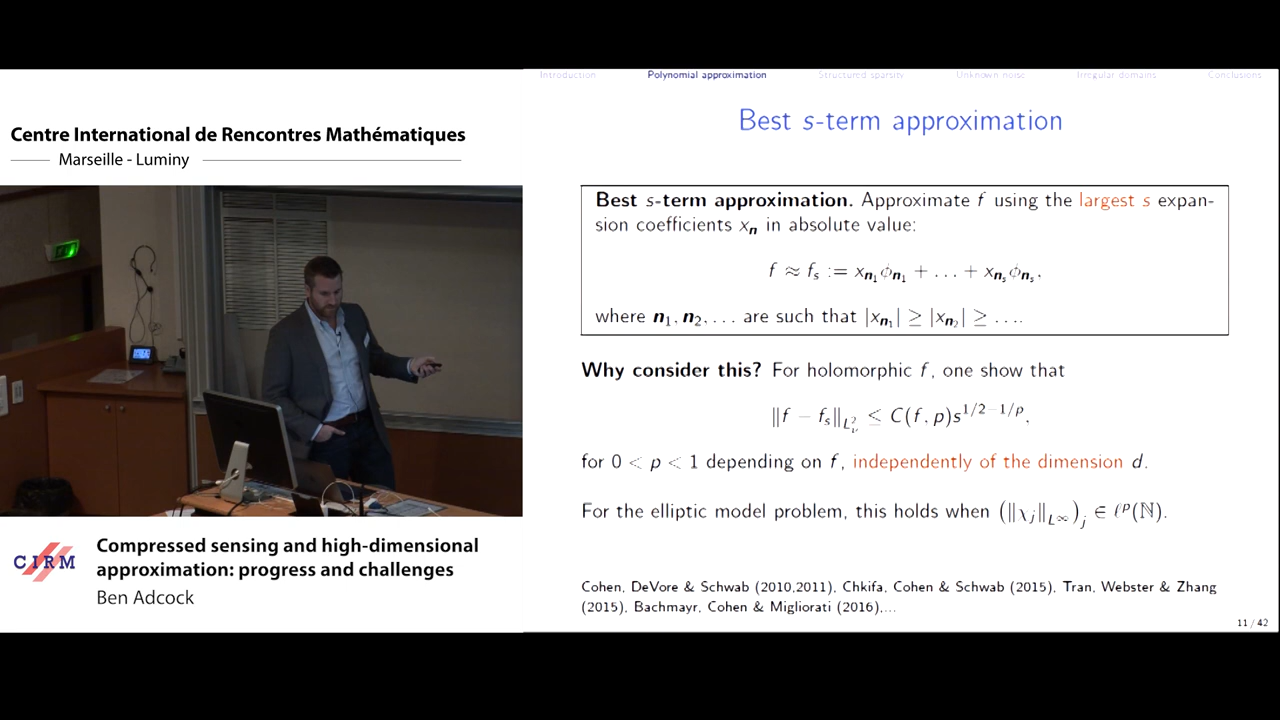 Introduction Polynomial approximation Structured sparsity Unknown noise Irregular domains Conclusions
Centre International de Rencontres Mathématiques
Marseille - Luminy
Best s-term approximation
Best s-term approximation. Approximate f using the largest s expan-
sion coefficients x_n in absolute value:
f ≈ f_s := x_{n_1}ϕ_{n_1} + ... + x_{n_s}ϕ_{n_s},
where n_1, n_2, ... are such that |x_{n_1}| ≥ |x_{n_2}| ≥ ....
Why consider this? For holomorphic f, one show that
‖f − f_s‖_{L^2_ν} ≤ C(f, p)s^{1/2−1/p},
for 0 < p < 1 depending on f, independently of the dimension d.
For the elliptic model problem, this holds when (‖χ_j‖_{L^∞})_j ∈ ℓ^p(ℕ).
Cohen, DeVore & Schwab (2010,2011), Chkifa, Cohen & Schwab (2015), Tran, Webster & Zhang
(2015), Bachmayr, Cohen & Migliorati (2016),...
11 / 42
CIRM
Compressed sensing and high-dimensional
approximation: progress and challenges
Ben Adcock